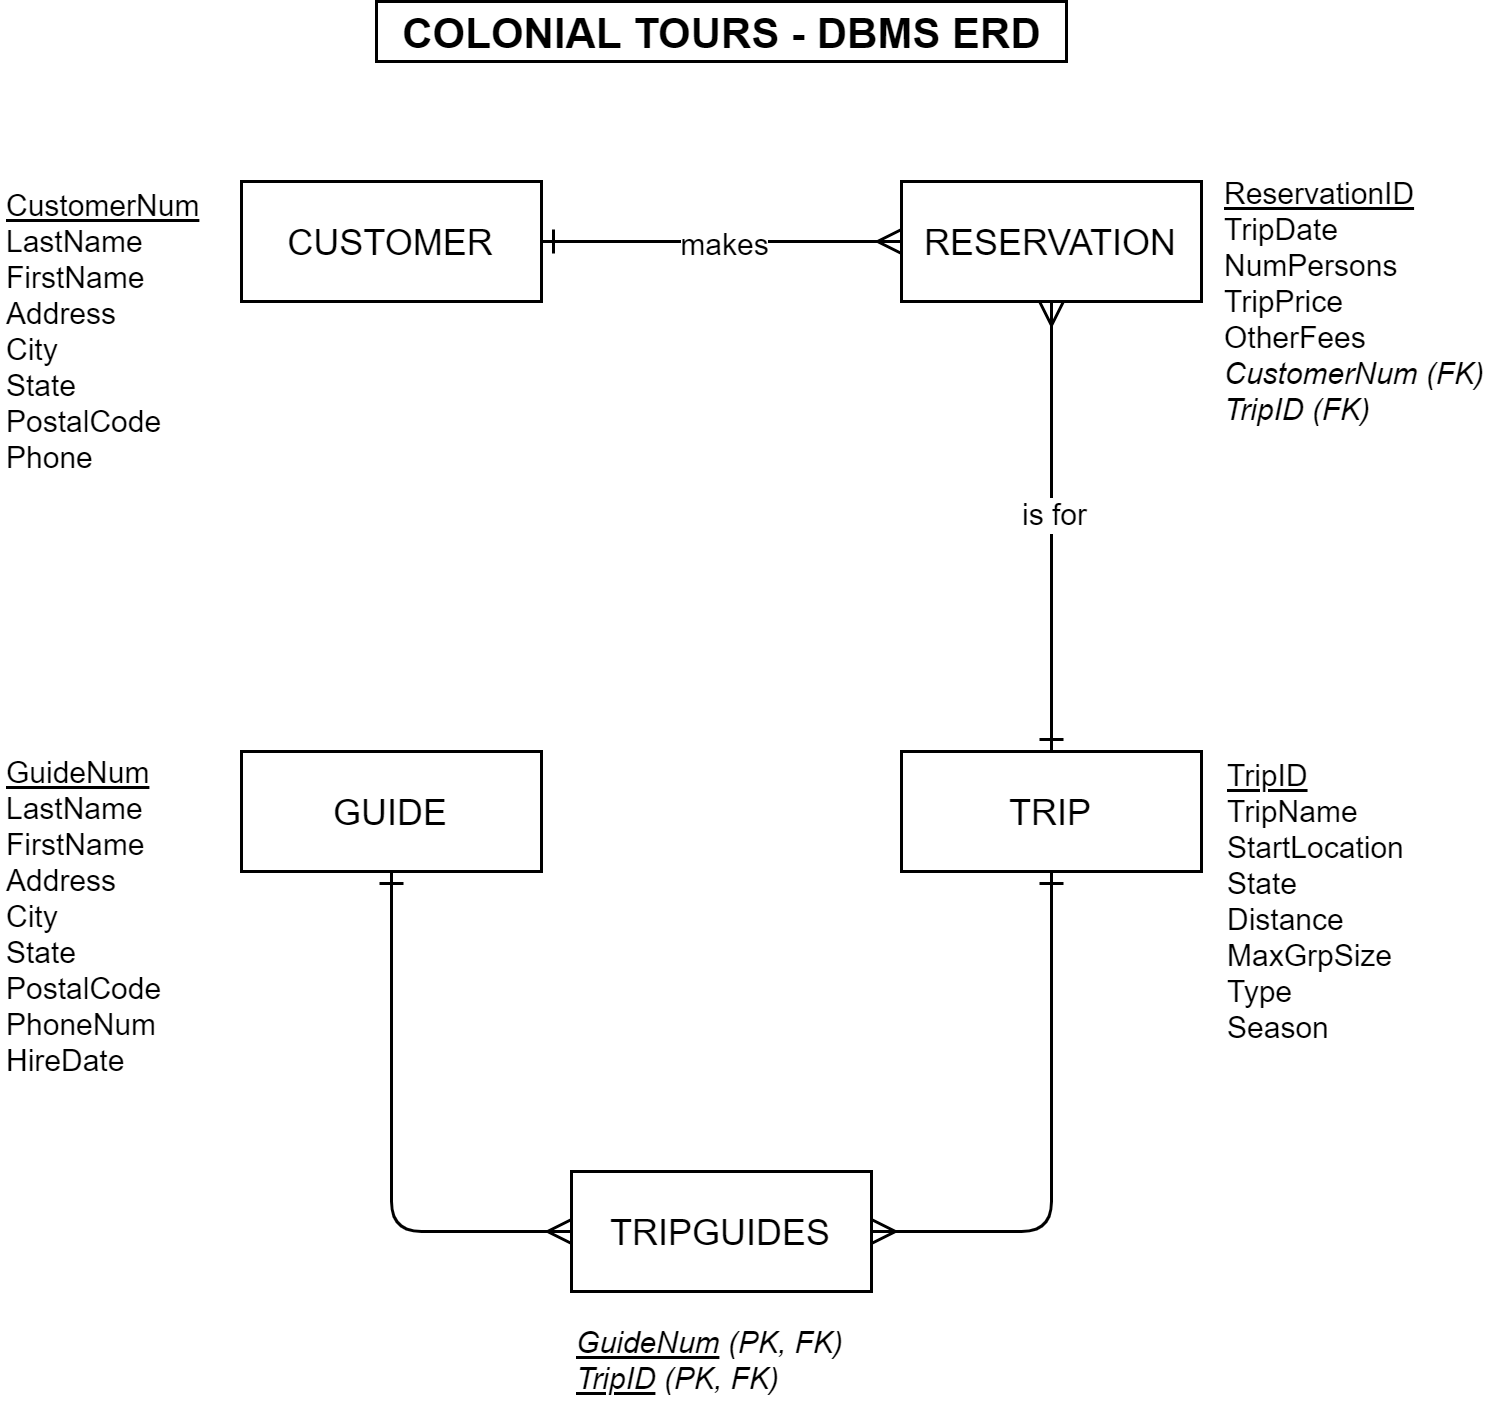 COLONIAL TOURS - DBMS ERD
CustomerNum
LastName
FirstName
Address
City
State
PostalCode
Phone
CUSTOMER
makes
RESERVATION
ReservationID
TripDate
NumPersons
TripPrice
OtherFees
CustomerNum (FK)
TripID (FK)
is for
GuideNum
LastName
FirstName
Address
City
State
PostalCode
PhoneNum
HireDate
GUIDE
TRIP
TripID
TripName
StartLocation
State
Distance
MaxGrpSize
Type
Season
TRIPGUIDES
GuideNum (PK, FK)
TripID (PK, FK)